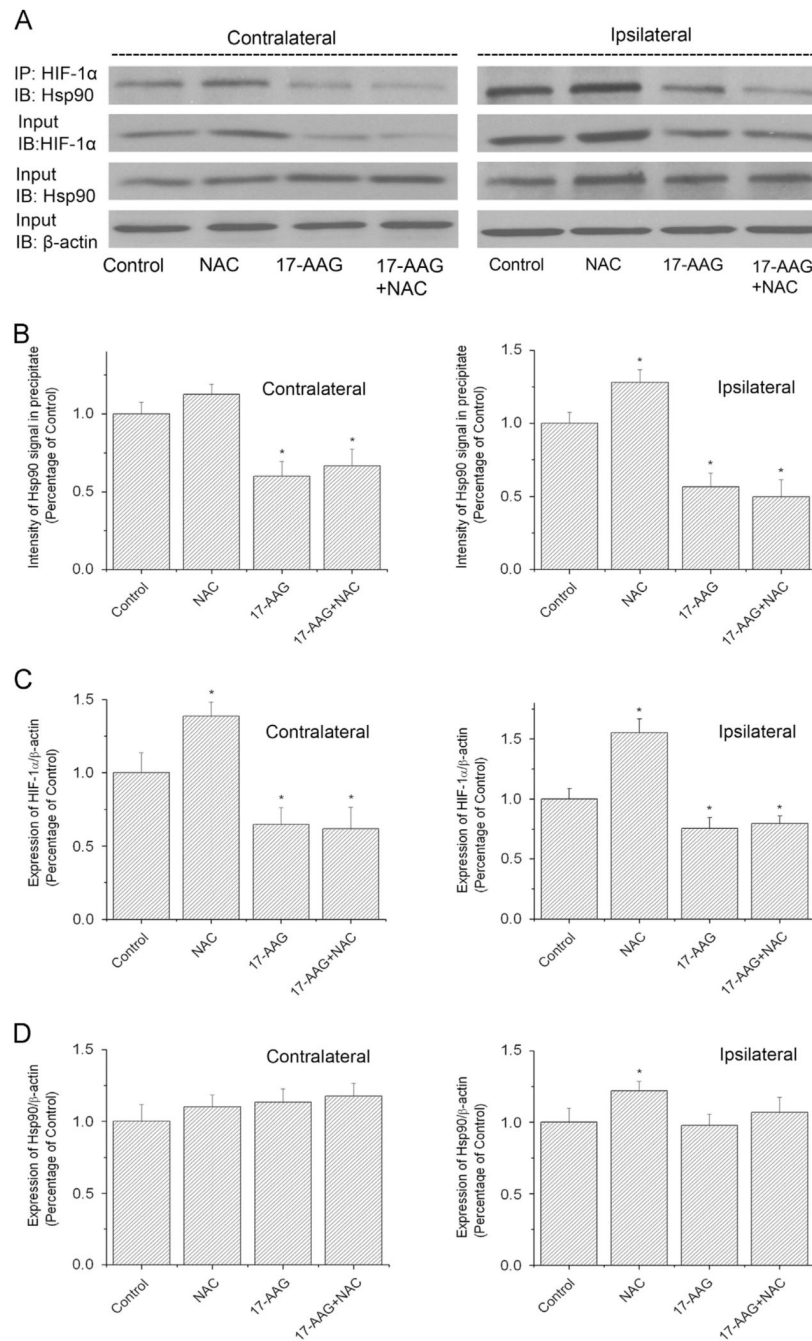 A
Contralateral
Ipsilateral
IP: HIF-1α
IB: Hsp90
Input
IB:HIF-1α
Input
IB: Hsp90
Input
IB: β-actin
Control NAC 17-AAG 17-AAG
+NAC
Control NAC 17-AAG 17-AAG
+NAC
B
Intensity of Hsp90 signal in precipitate
(Percentage of Control)
Contralateral
1.0
0.5
0.0
* *
Control NAC 17-AAG 17-AAG+NAC
Intensity of Hsp90 signal in precipitate
(Percentage of Control)
Ipsilateral
1.5
1.0
0.5
0.0
* * *
Control NAC 17-AAG 17-AAG+NAC
C
Expression of HIF-1α/β-actin
(Percentage of Control)
Contralateral
1.5
1.0
0.5
0.0
* * *
Control NAC 17-AAG 17-AAG+NAC
Expression of HIF-1α/β-actin
(Percentage of Control)
Ipsilateral
1.5
1.0
0.5
0.0
* * *
Control NAC 17-AAG 17-AAG+NAC
D
Expression of Hsp90/β-actin
(Percentage of Control)
Contralateral
1.5
1.0
0.5
0.0
Control NAC 17-AAG 17-AAG+NAC
Expression of Hsp90/β-actin
(Percentage of Control)
Ipsilateral
1.5
1.0
0.5
0.0
*
Control NAC 17-AAG 17-AAG+NAC